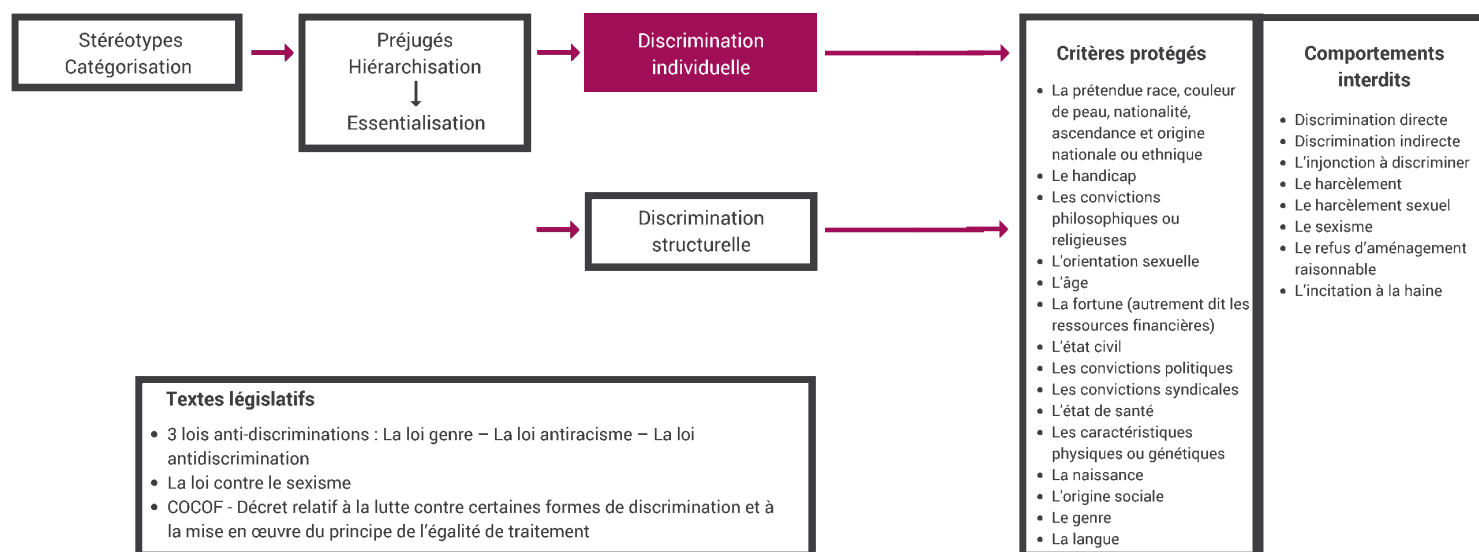 Stéréotypes
Catégorisation
Préjugés
Hiérarchisation
Essentialisation
Discrimination
individuelle
Discrimination
structurelle
Critères protégés
• La prétendue race, couleur
de peau, nationalité,
ascendance et origine
nationale ou ethnique
• Le handicap
• Les convictions
philosophiques ou
religieuses
• L'orientation sexuelle
• L'âge
• La fortune (autrement dit les
ressources financières)
• L'état civil
• Les convictions politiques
• Les convictions syndicales
• L'état de santé
• Les caractéristiques
physiques ou génétiques
• La naissance
• L'origine sociale
• Le genre
• La langue
Comportements
interdits
• Discrimination directe
• Discrimination indirecte
• L'injonction à discriminer
• Le harcèlement
• Le harcèlement sexuel
• Le sexisme
• Le refus d'aménagement
raisonnable
• L'incitation à la haine
Textes législatifs
• 3 lois anti-discriminations : La loi genre – La loi antiracisme – La loi
antidiscrimination
• La loi contre le sexisme
• COCOF - Décret relatif à la lutte contre certaines formes de discrimination et à
la mise en œuvre du principe de l'égalité de traitement